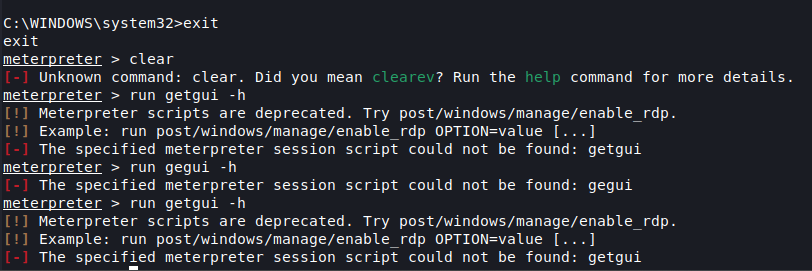 C:\WINDOWS\system32>exit
exit
meterpreter > clear
[-] Unknown command: clear. Did you mean clearev? Run the help command for more details.
meterpreter > run getgui -h
[!] Meterpreter scripts are deprecated. Try post/windows/manage/enable_rdp.
[!] Example: run post/windows/manage/enable_rdp OPTION=value [...]
[-] The specified meterpreter session script could not be found: getgui
meterpreter > run gegui -h
[-] The specified meterpreter session script could not be found: gegui
meterpreter > run getgui -h
[!] Meterpreter scripts are deprecated. Try post/windows/manage/enable_rdp.
[!] Example: run post/windows/manage/enable_rdp OPTION=value [...]
[-] The specified meterpreter session script could not be found: getgui